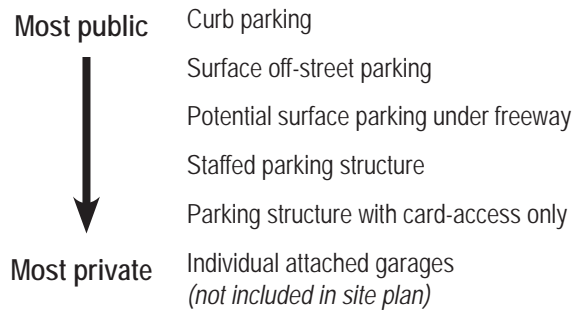 Most public
Curb parking
Surface off-street parking
Potential surface parking under freeway
Staffed parking structure
Parking structure with card-access only
Most private
Individual attached garages
(not included in site plan)